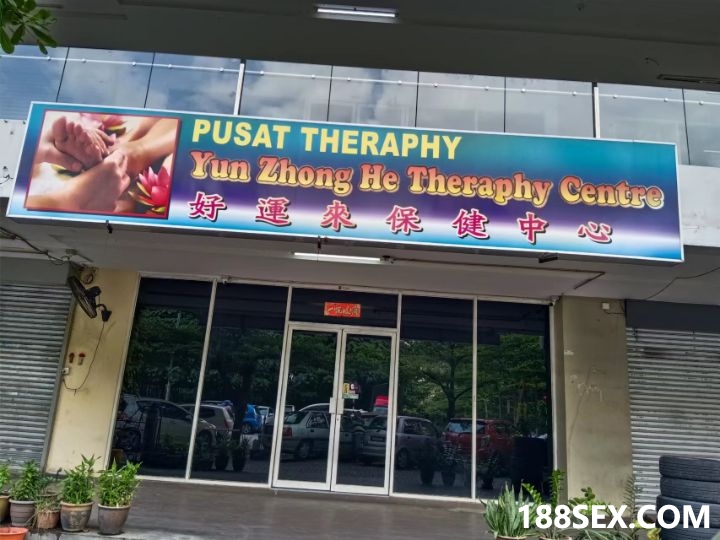 PUSAT THERAPHY
Yun Zhong He Theraphy Centre
好運來保健中心
188SEX.COM